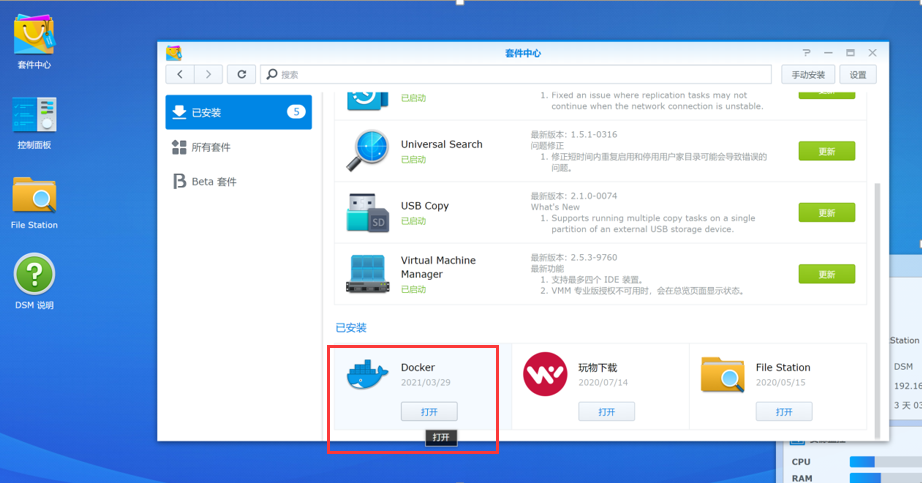 套件中心
控制面板
File Station
DSM 说明
套件中心
搜索
手动安装
设置
已安装
5
所有套件
Beta 套件
已启动
1. Fixed an issue where replication tasks may not
continue when the network connection is unstable.
更新
Universal Search
已启动
最新版本: 1.5.1-0316
问题修正
1. 修正短时间内重复启用和停用用户家目录可能会导致错误的
问题。
更新
USB Copy
已启动
SD
最新版本: 2.1.0-0074
What's New
1. Supports running multiple copy tasks on a single
partition of an external USB storage device.
更新
Virtual Machine
Manager
已启动
最新版本: 2.5.3-9760
最新功能
1. 支持最多四个 IDE 装置。
2. VMM 专业版授权不可用时，会在总览页面显示状态。
更新
已安装
Docker
2021/03/29
打开
打开
玩物下载
2020/07/14
打开
File Station
2020/05/15
打开
Station
DSM
192.16
3 天 03
CPU
RAM